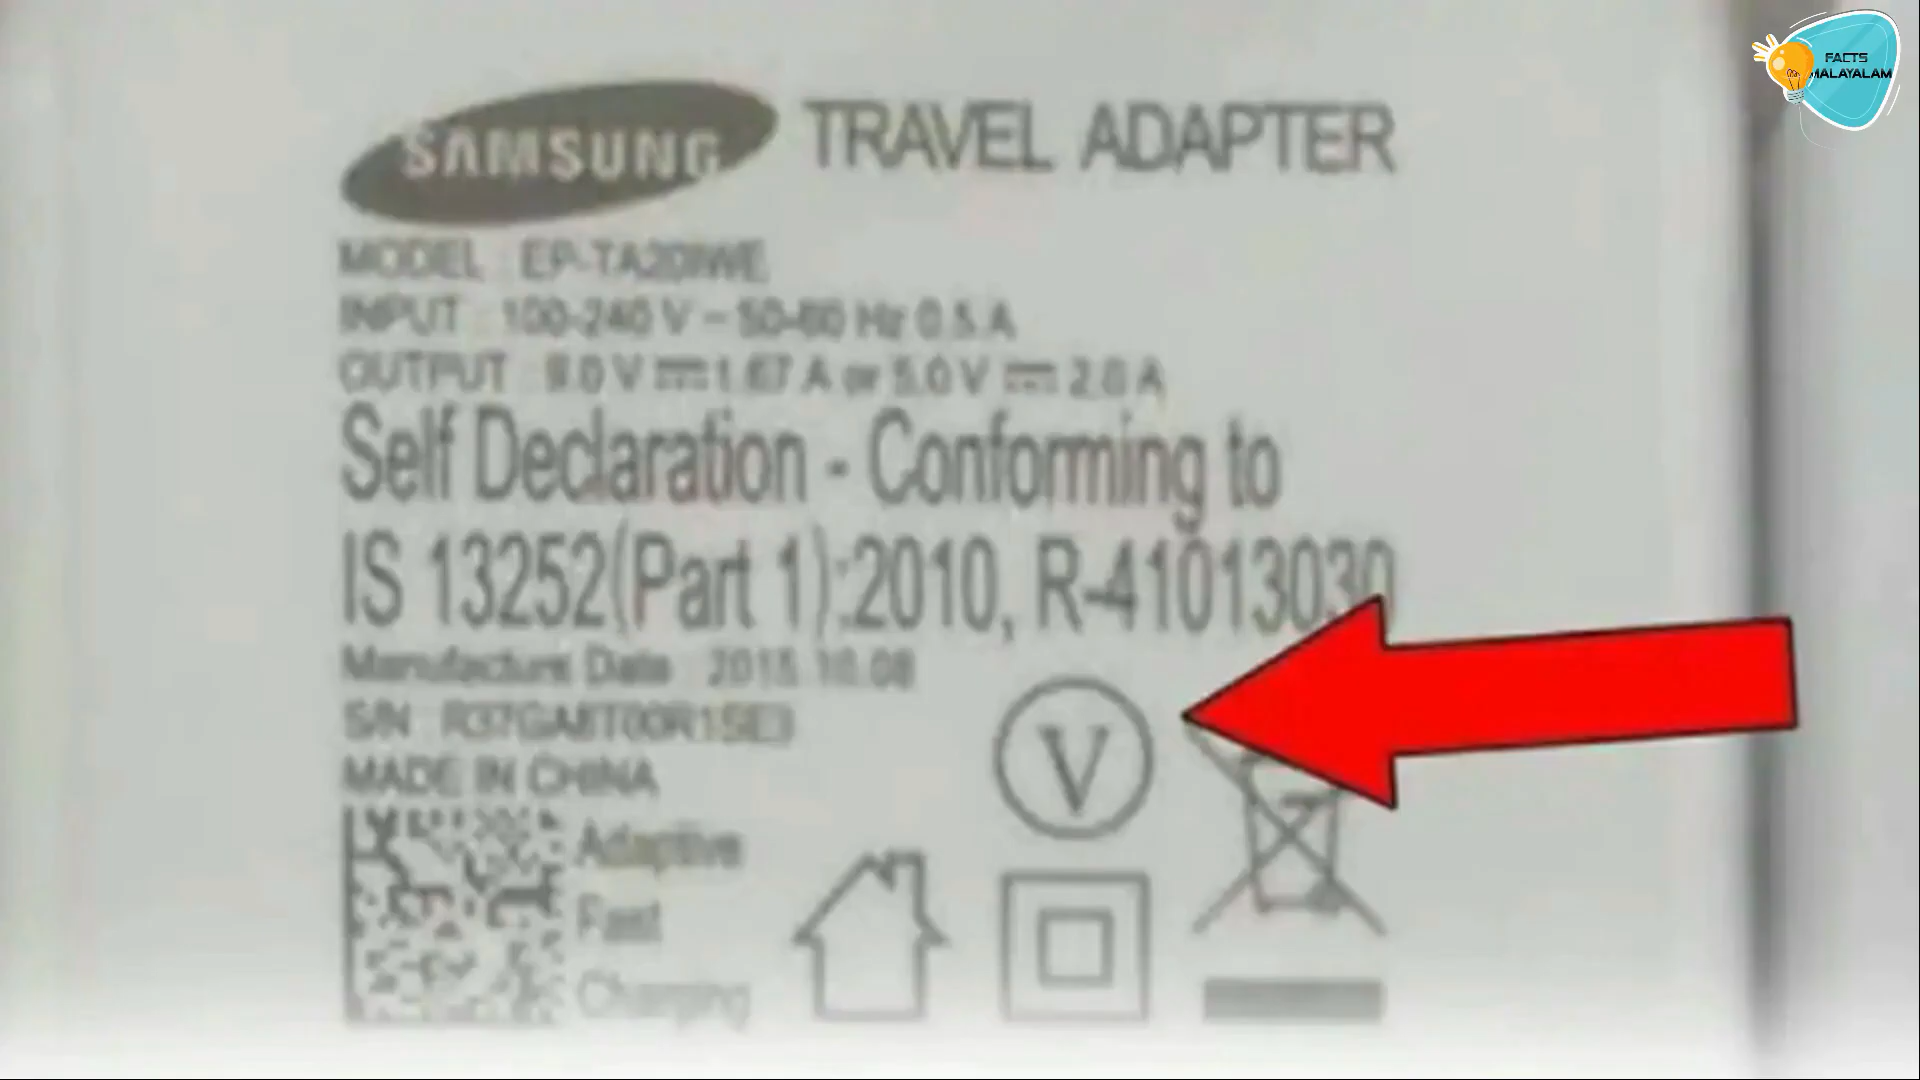 FACTS
MALAYALAM
SAMSUNG TRAVEL ADAPTER
MODEL : EP-TA20IWE
INPUT : 100-240 V ~ 50-60 Hz 0.5 A
OUTPUT : 9.0 V ⎓ 1.67 A or 5.0 V ⎓ 2.0 A
Self Declaration - Conforming to
IS 13252(Part 1):2010, R-41013030
Manufacture Date : 2015.10.08
S/N :
MADE IN CHINA
V
Adaptive
Fast
Charging